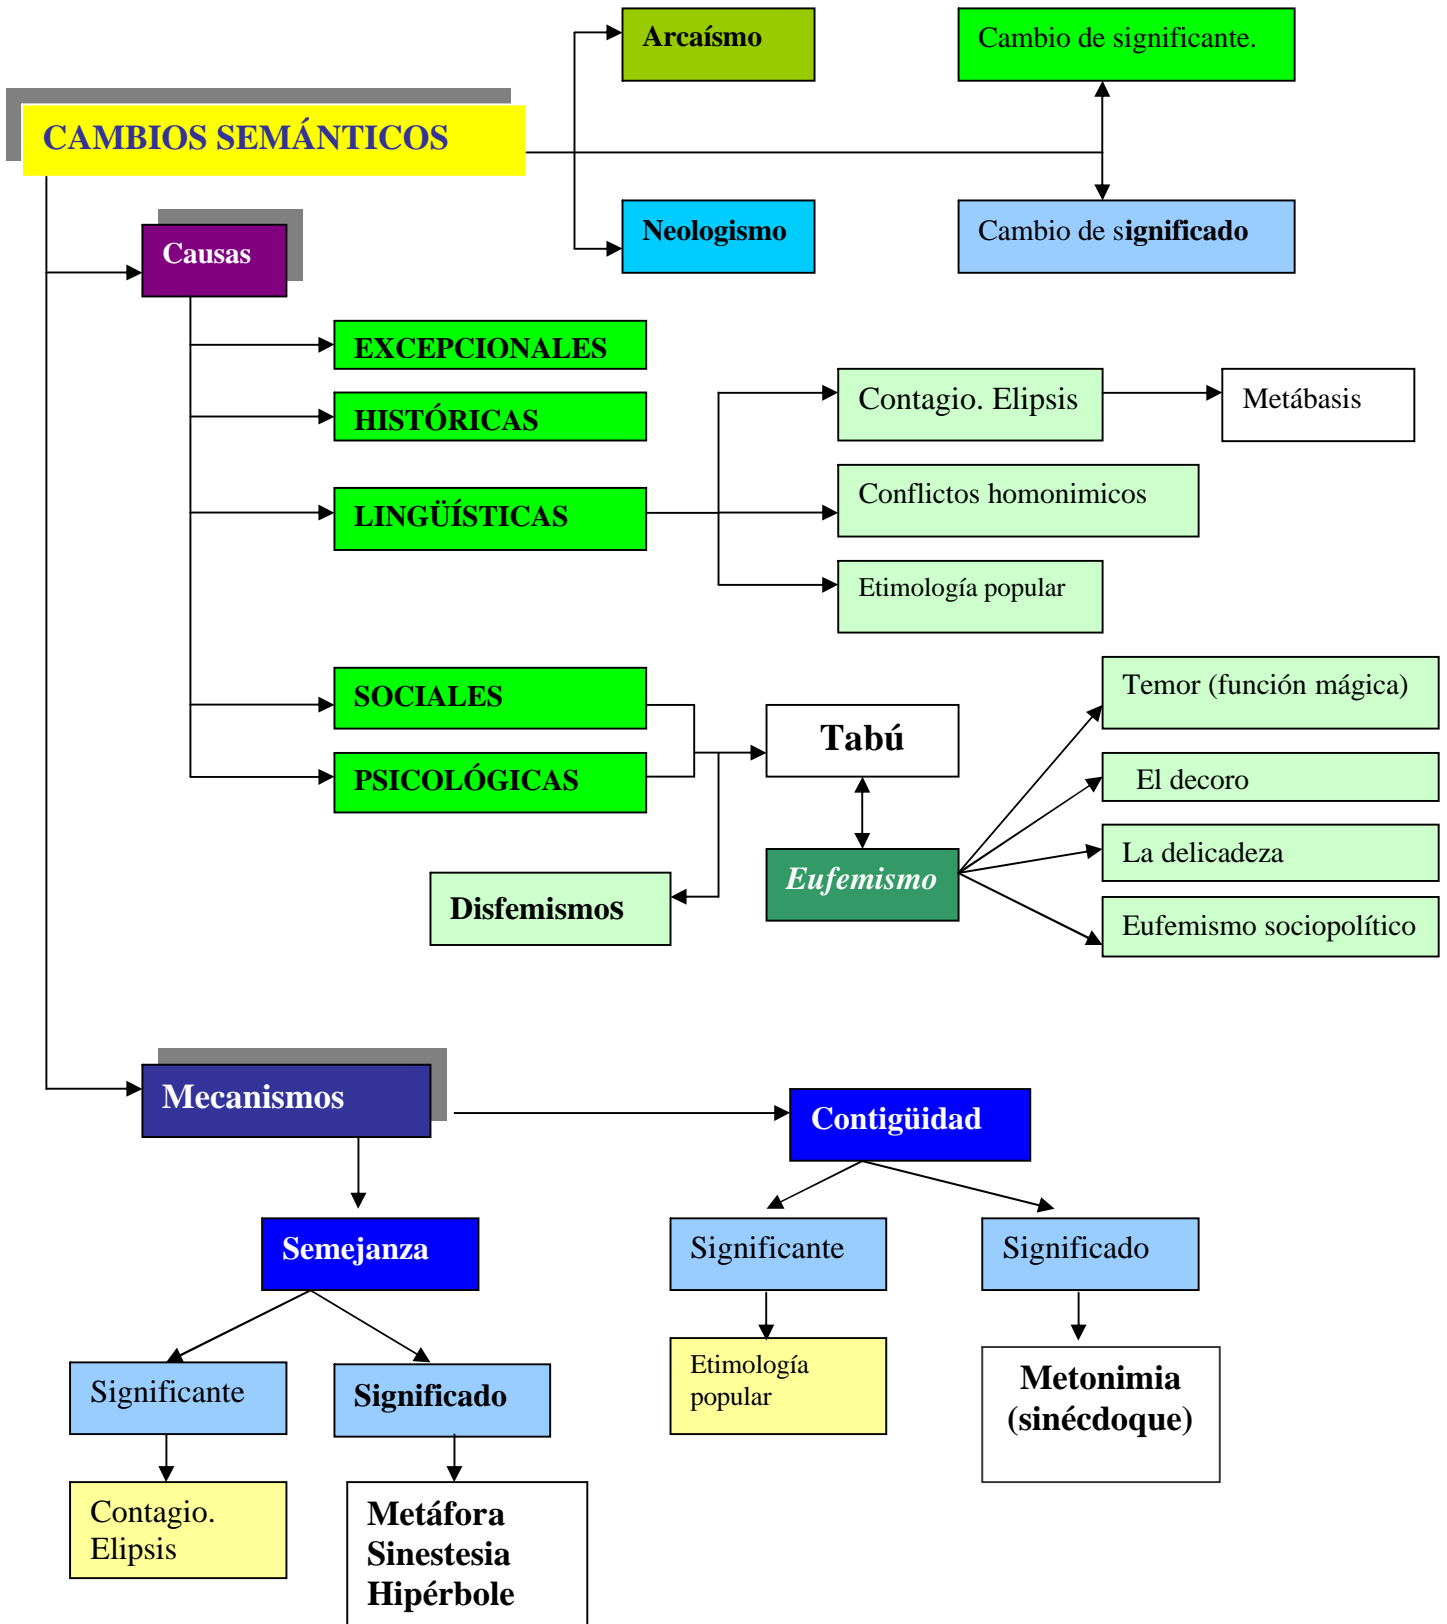 Arcaísmo
Cambio de significante.
CAMBIOS SEMÁNTICOS
Neologismo
Cambio de significado
Causas
EXCEPCIONALES
HISTÓRICAS
Contagio. Elipsis
Metábasis
LINGÜÍSTICAS
Conflictos homonimicos
Etimología popular
SOCIALES
PSICOLÓGICAS
Tabú
Temor (función mágica)
El decoro
La delicadeza
Eufemismo
Eufemismo sociopolítico
Disfemismos
Mecanismos
Contigüidad
Semejanza
Significante
Significado
Significante
Significado
Etimología
popular
Metonimia
(sinécdoque)
Contagio.
Elipsis
Metáfora
Sinestesia
Hipérbole